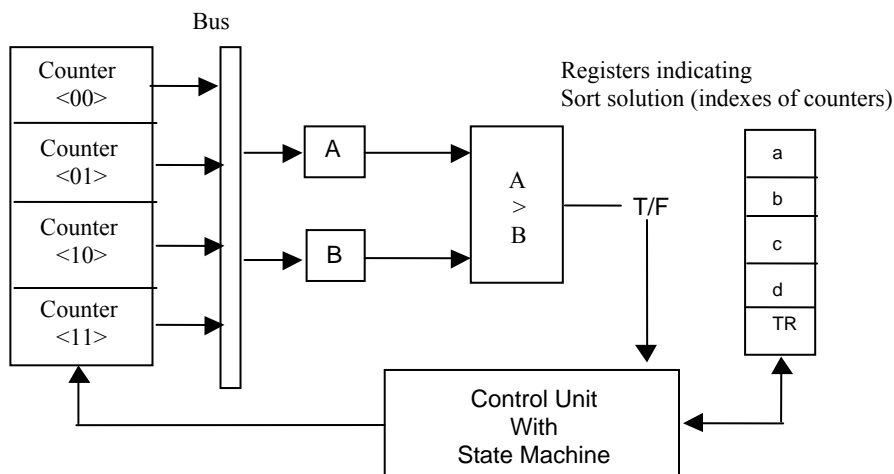 Bus
Counter
<00>
Counter
<01>
Counter
<10>
Counter
<11>
A
B
A
>
B
T/F
Registers indicating
Sort solution (indexes of counters)
a
b
c
d
TR
Control Unit
With
State Machine